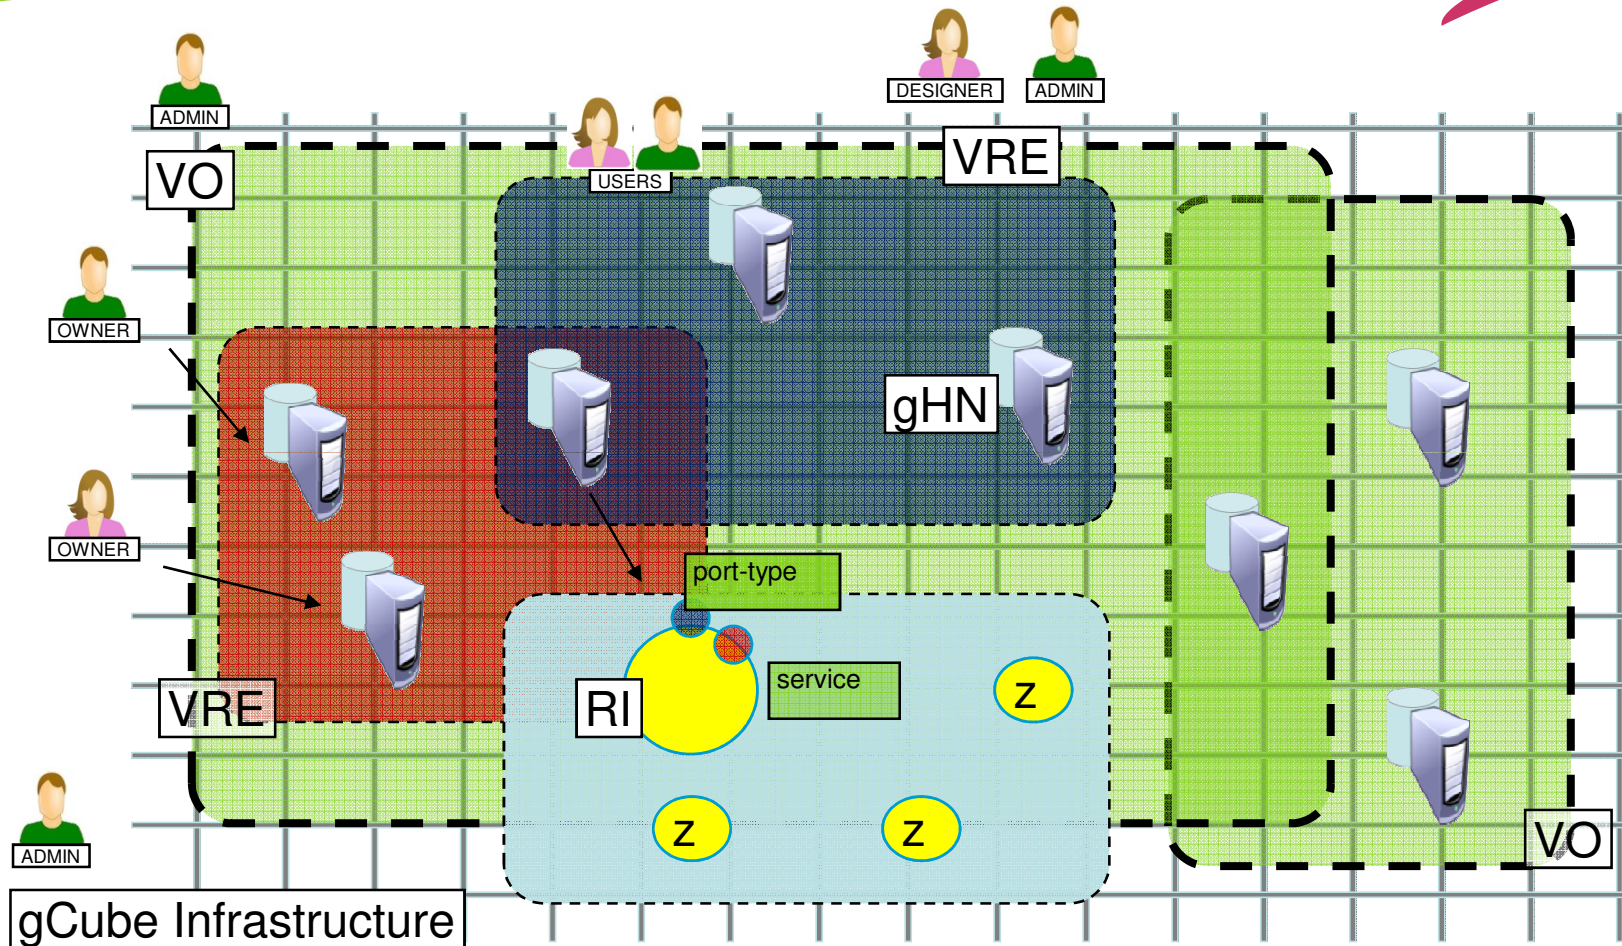 DESIGNER
ADMIN
ADMIN
USERS
VRE
VO
OWNER
gHN
OWNER
port-type
service
RI
z
VRE
z
z
VO
ADMIN
gCube Infrastructure